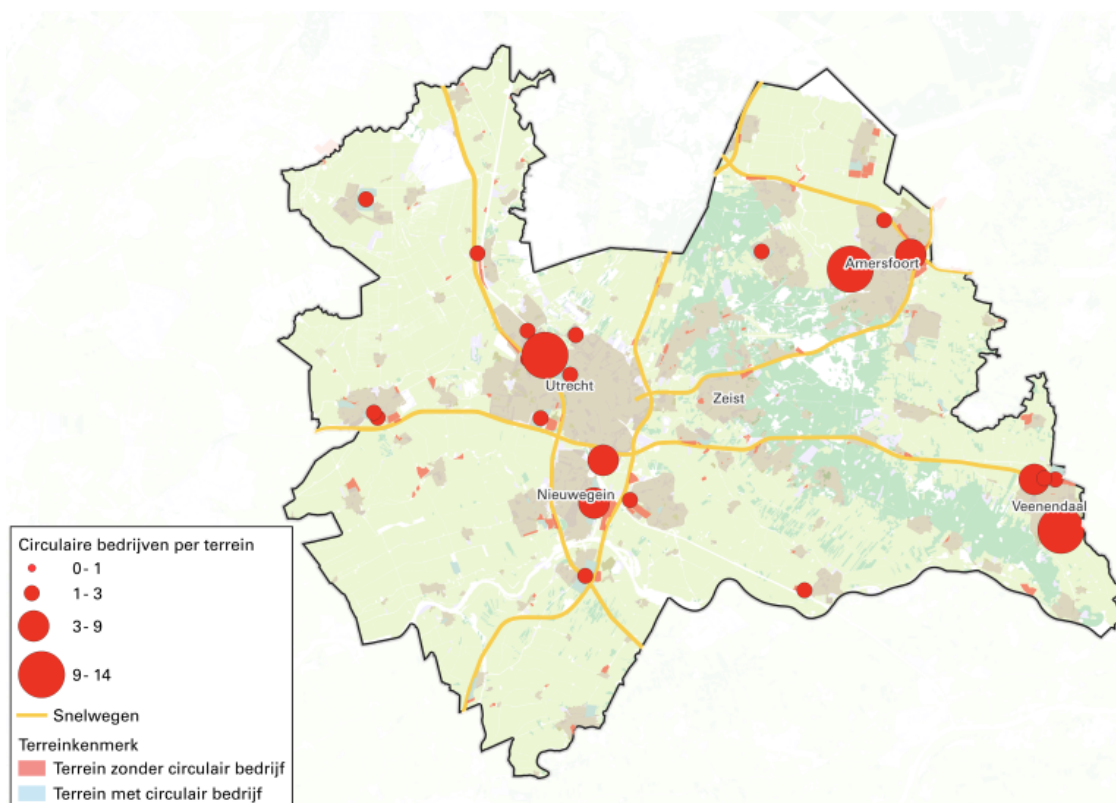 Amersfoort
Utrecht
Zeist
Nieuwegein
Veenendaal
Circulaire bedrijven per terrein
0 - 1
1 - 3
3 - 9
9 - 14
Snelwegen
Terreinkenmerk
Terrein zonder circulair bedrijf
Terrein met circulair bedrijf